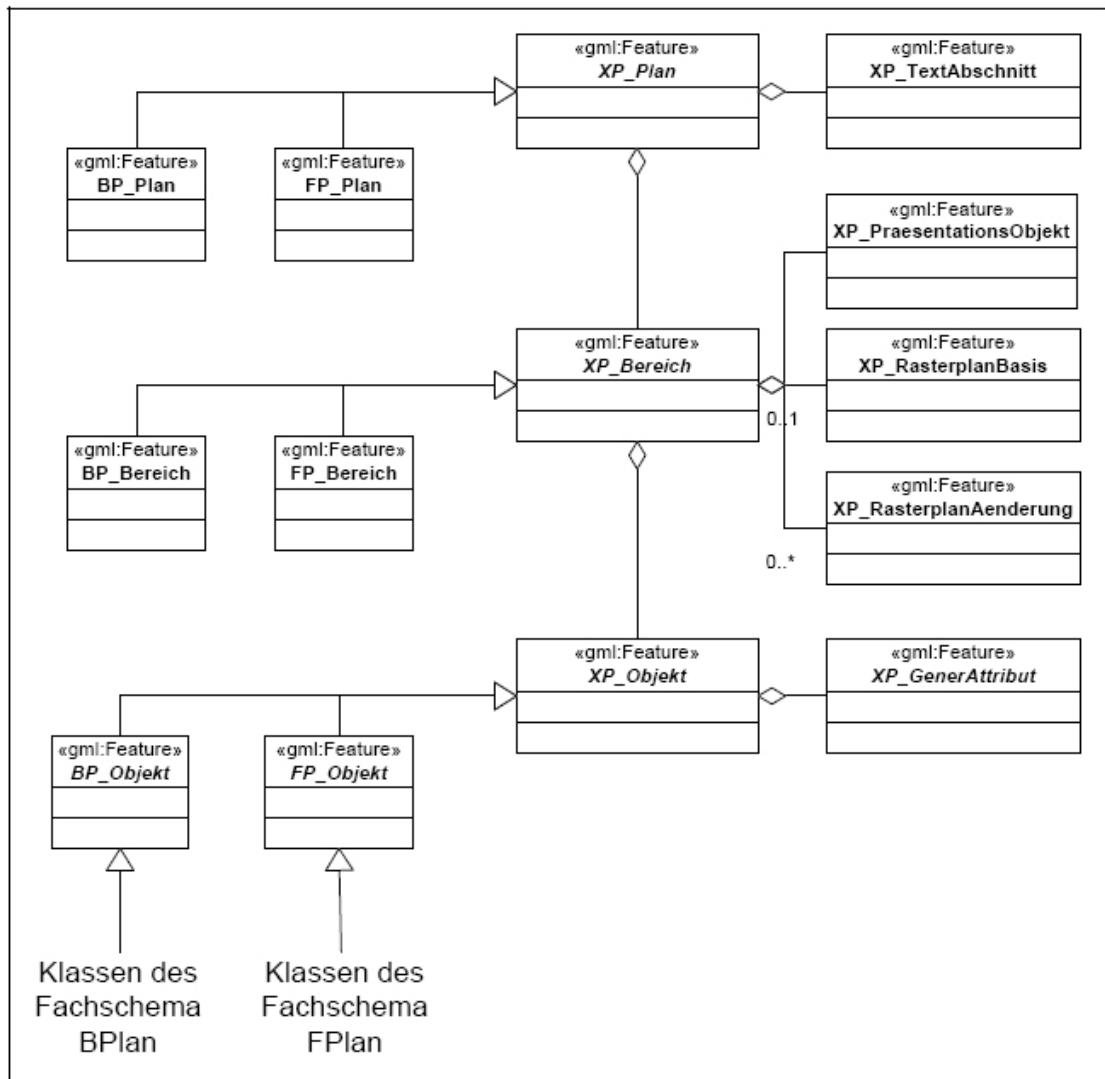 «gml:Feature»
XP_Plan
«gml:Feature»
XP_TextAbschnitt
«gml:Feature»
BP_Plan
«gml:Feature»
FP_Plan
«gml:Feature»
XP_PraesentationsObjekt
«gml:Feature»
XP_Bereich
«gml:Feature»
XP_RasterplanBasis
0..1
«gml:Feature»
BP_Bereich
«gml:Feature»
FP_Bereich
«gml:Feature»
XP_RasterplanAenderung
0..*
«gml:Feature»
XP_Objekt
«gml:Feature»
XP_GenerAttribut
«gml:Feature»
BP_Objekt
«gml:Feature»
FP_Objekt
Klassen des
Fachschema
BPlan
Klassen des
Fachschema
FPlan